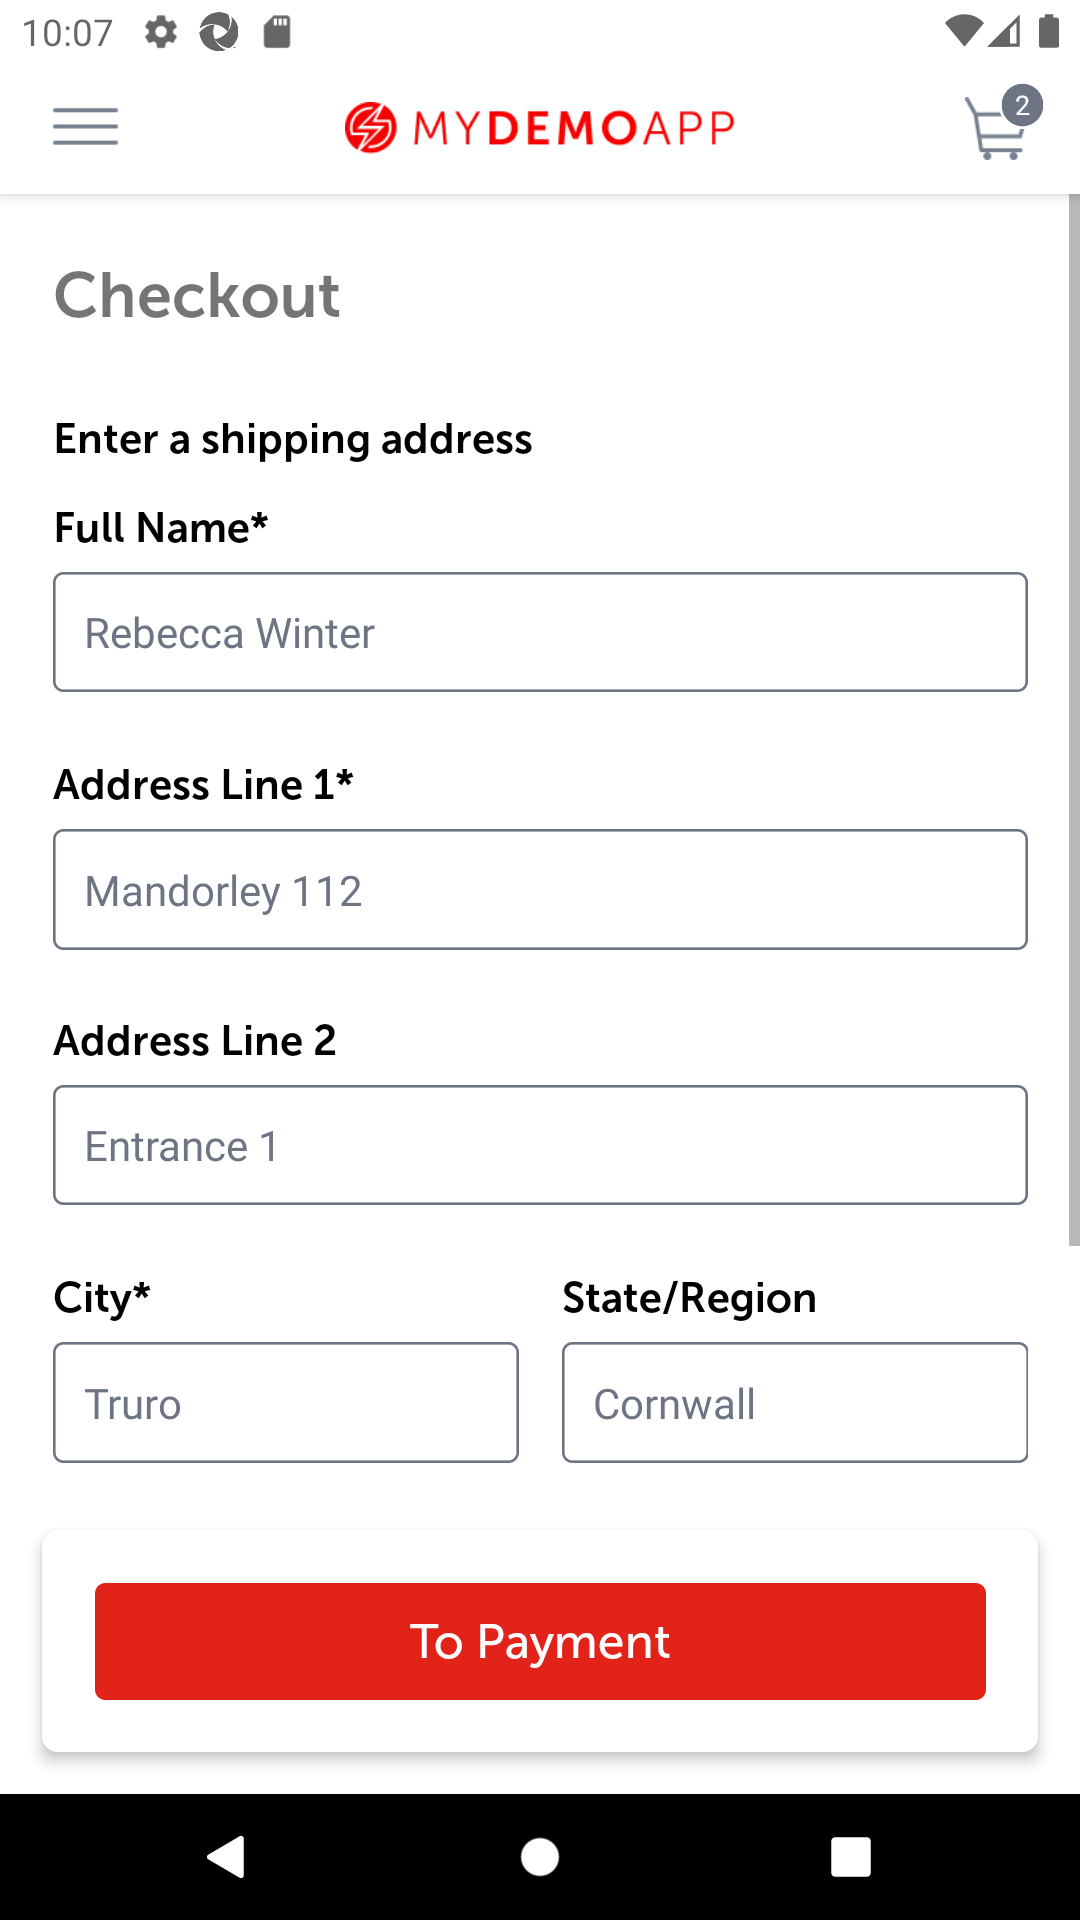 10:07
MYDEMOAPP
2
Checkout
Enter a shipping address
Full Name*
Rebecca Winter
Address Line 1*
Mandorley 112
Address Line 2
Entrance 1
City*
State/Region
Truro
Cornwall
To Payment